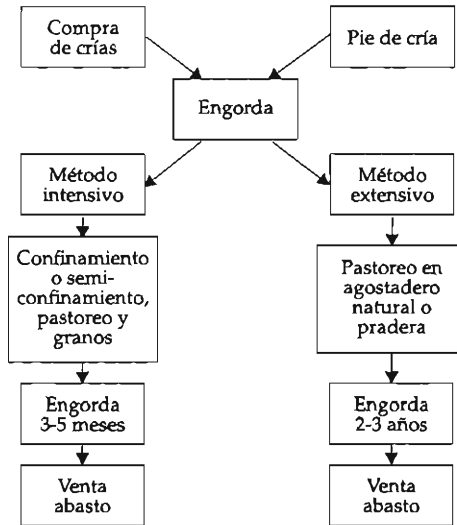 Compra
de crías
Pie de cría
Engorda
Método
intensivo
Método
extensivo
Confinamiento
o semi-
confinamiento,
pastoreo y
granos
Pastoreo en
agostadero
natural o
pradera
Engorda
3-5 meses
Engorda
2-3 años
Venta
abasto
Venta
abasto